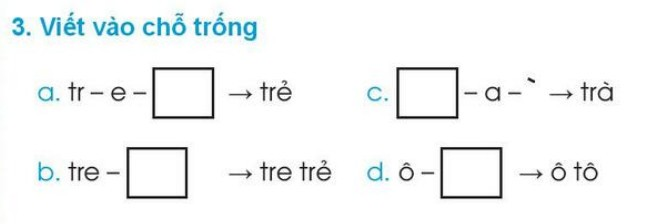 3. Viết vào chỗ trống
a. tr – e – → trẻ
c. – a – ̀ → trà
b. tre – → tre trẻ
d. ô – → ô tô